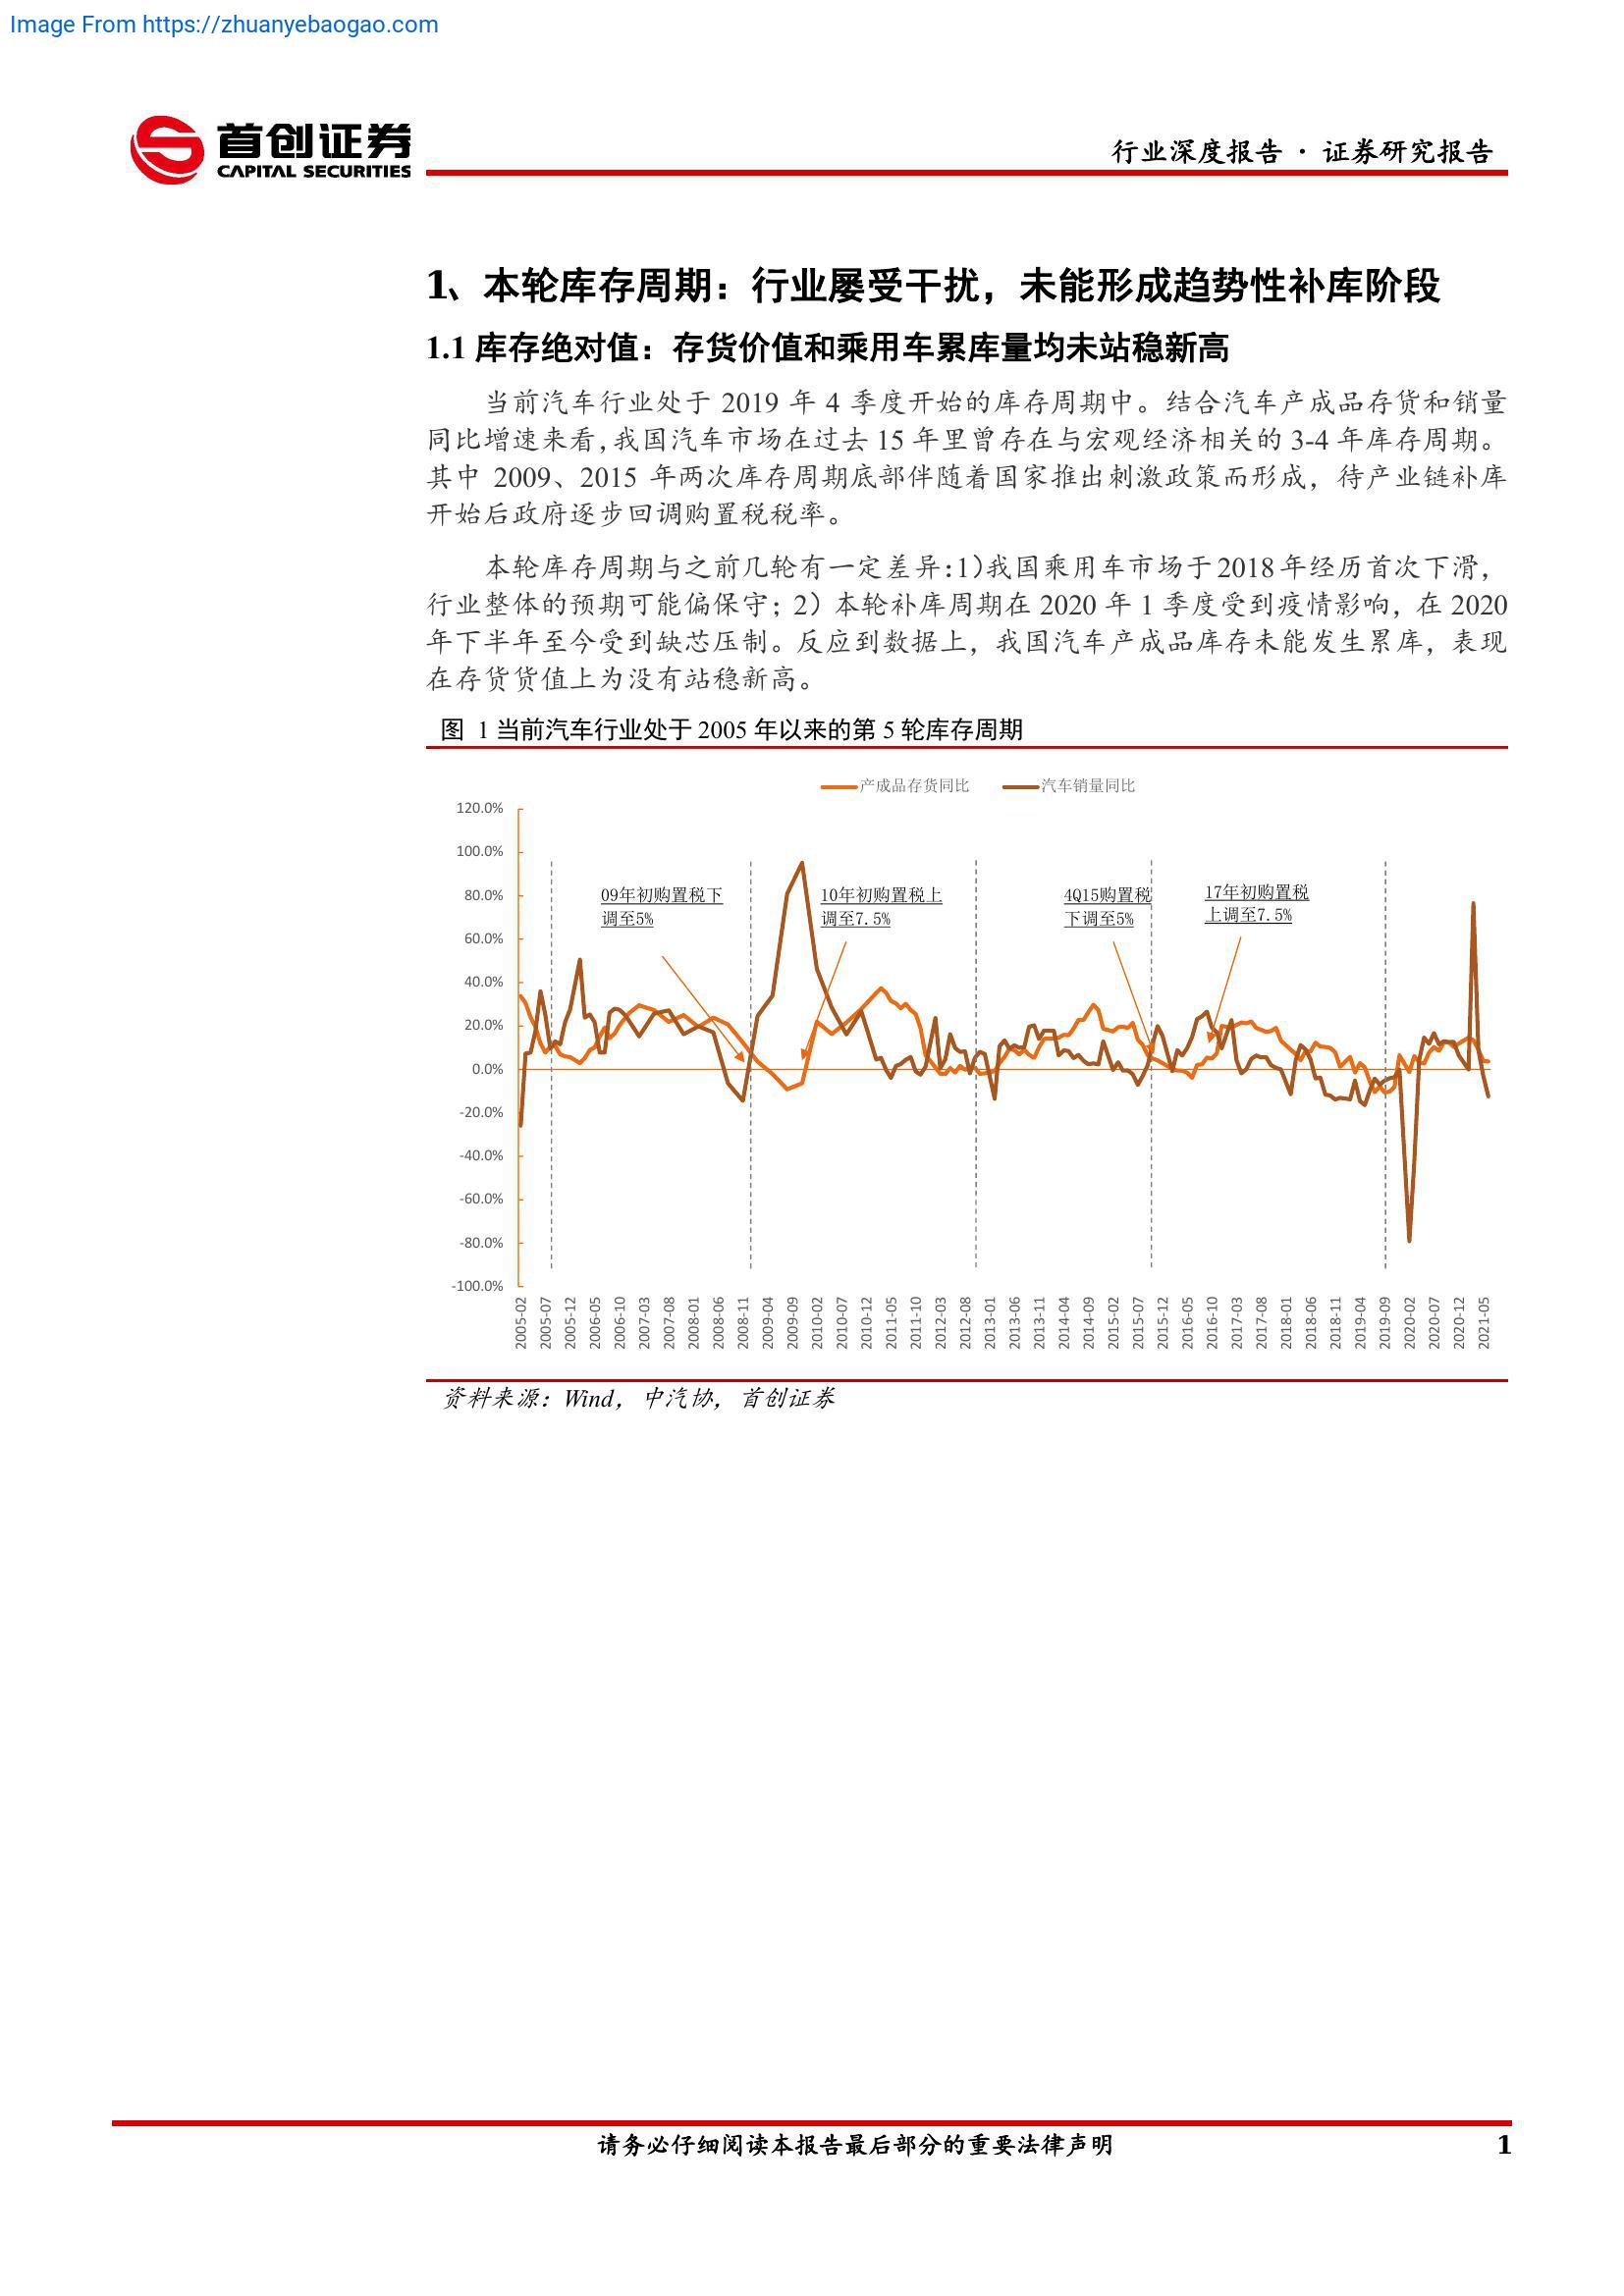 Image From https://zhuanyebaogao.com
首创证券
CAPITAL SECURITIES
行业深度报告 · 证券研究报告
1、本轮库存周期：行业屡受干扰，未能形成趋势性补库阶段
1.1 库存绝对值：存货价值和乘用车累库量均未站稳新高
当前汽车行业处于 2019 年 4 季度开始的库存周期中。结合汽车产成品存货和销量
同比增速来看，我国汽车市场在过去 15 年里曾存在与宏观经济相关的 3-4 年库存周期。
其中 2009、2015 年两次库存周期底部伴随着国家推出刺激政策而形成，待产业链补库
开始后政府逐步回调购置税税率。
本轮库存周期与之前几轮有一定差异：1）我国乘用车市场于 2018 年经历首次下滑，
行业整体的预期可能偏保守；2）本轮补库周期在 2020 年 1 季度受到疫情影响，在 2020
年下半年至今受到缺芯压制。反应到数据上，我国汽车产成品库存未能发生累库，表现
在存货货值上为没有站稳新高。
图 1 当前汽车行业处于 2005 年以来的第 5 轮库存周期
产成品存货同比 汽车销量同比
120.0%
100.0%
80.0%
60.0%
40.0%
20.0%
0.0%
-20.0%
-40.0%
-60.0%
-80.0%
-100.0%
09年初购置税下
调至5%
10年初购置税上
调至7.5%
4Q15购置税
下调至5%
17年初购置税
上调至7.5%
2005-02
2005-07
2005-12
2006-05
2006-10
2007-03
2007-08
2008-01
2008-06
2008-11
2009-04
2009-09
2010-02
2010-07
2010-12
2011-05
2011-10
2012-03
2012-08
2013-01
2013-06
2013-11
2014-04
2014-09
2015-02
2015-07
2015-12
2016-05
2016-10
2017-03
2017-08
2018-01
2018-06
2018-11
2019-04
2019-09
2020-02
2020-07
2020-12
2021-05
资料来源：Wind，中汽协，首创证券
请务必仔细阅读本报告最后部分的重要法律声明
1